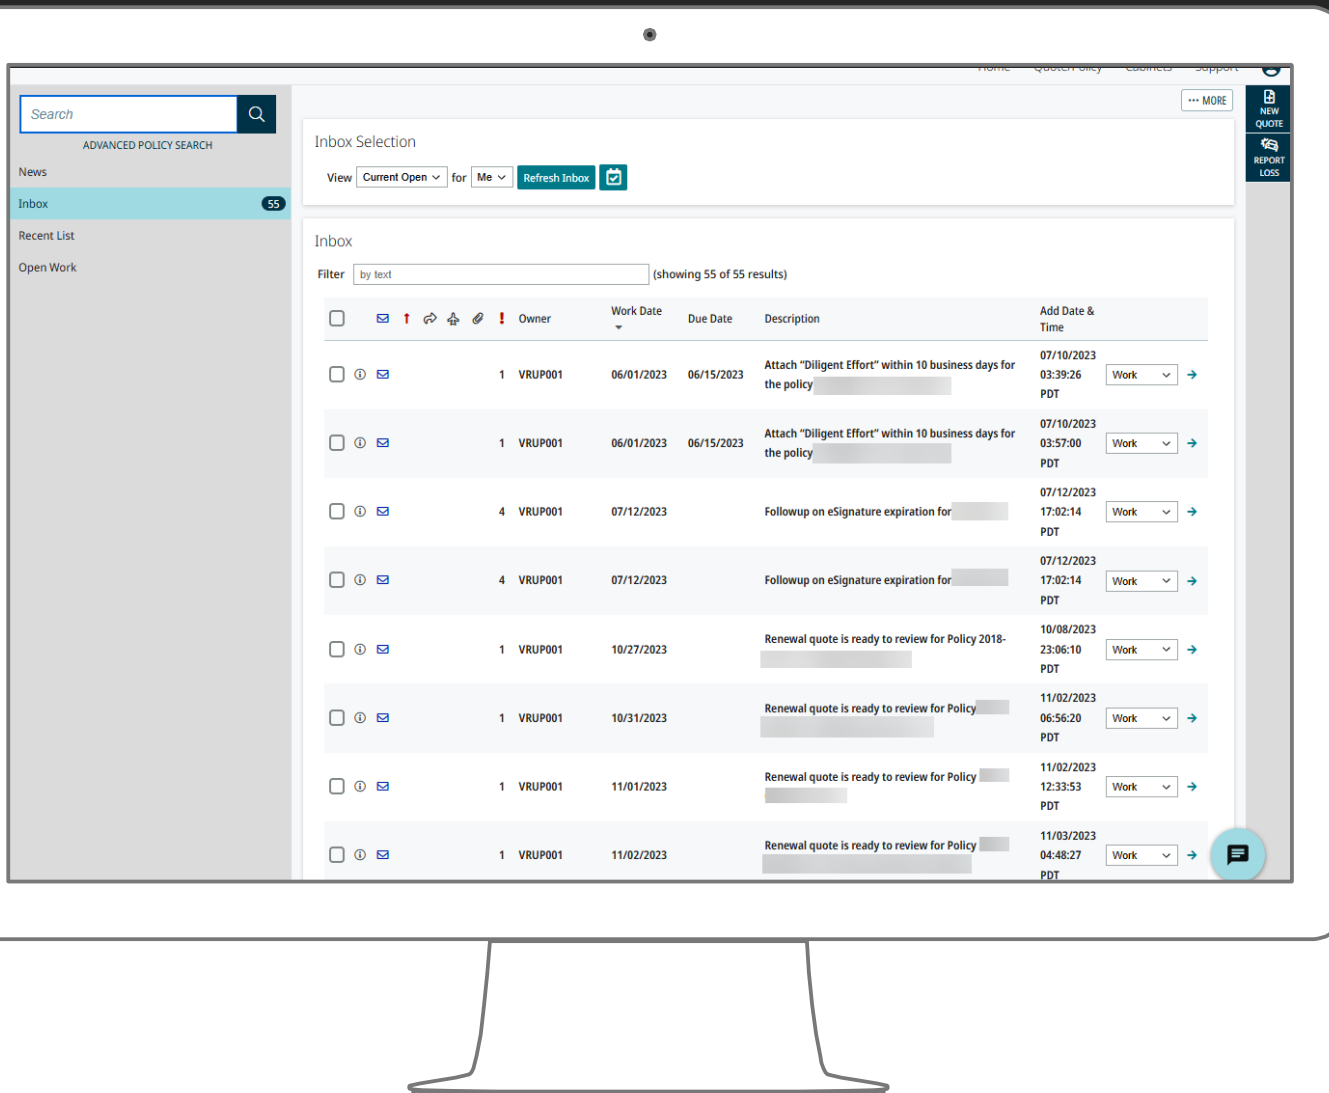 Home Quote/Policy Cabinets Support
Search
ADVANCED POLICY SEARCH
News
Inbox 55
Recent List
Open Work
··· MORE
NEW
QUOTE
REPORT
LOSS
Inbox Selection
View Current Open for Me Refresh Inbox
Inbox
Filter by text (showing 55 of 55 results)
Owner Work Date Due Date Description Add Date &
Time
Attach “Diligent Effort” within 10 business days for
the policy
1 VRUP001 06/01/2023 06/15/2023
07/10/2023
03:39:26
PDT
Work
Attach “Diligent Effort” within 10 business days for
the policy
1 VRUP001 06/01/2023 06/15/2023
07/10/2023
03:57:00
PDT
Work
4 VRUP001 07/12/2023 Followup on eSignature expiration for
07/12/2023
17:02:14
PDT
Work
4 VRUP001 07/12/2023 Followup on eSignature expiration for
07/12/2023
17:02:14
PDT
Work
1 VRUP001 10/27/2023 Renewal quote is ready to review for Policy 2018-
10/08/2023
23:06:10
PDT
Work
1 VRUP001 10/31/2023 Renewal quote is ready to review for Policy
11/02/2023
06:56:20
PDT
Work
1 VRUP001 11/01/2023 Renewal quote is ready to review for Policy
11/02/2023
12:33:53
PDT
Work
1 VRUP001 11/02/2023 Renewal quote is ready to review for Policy
11/03/2023
04:48:27
PDT
Work